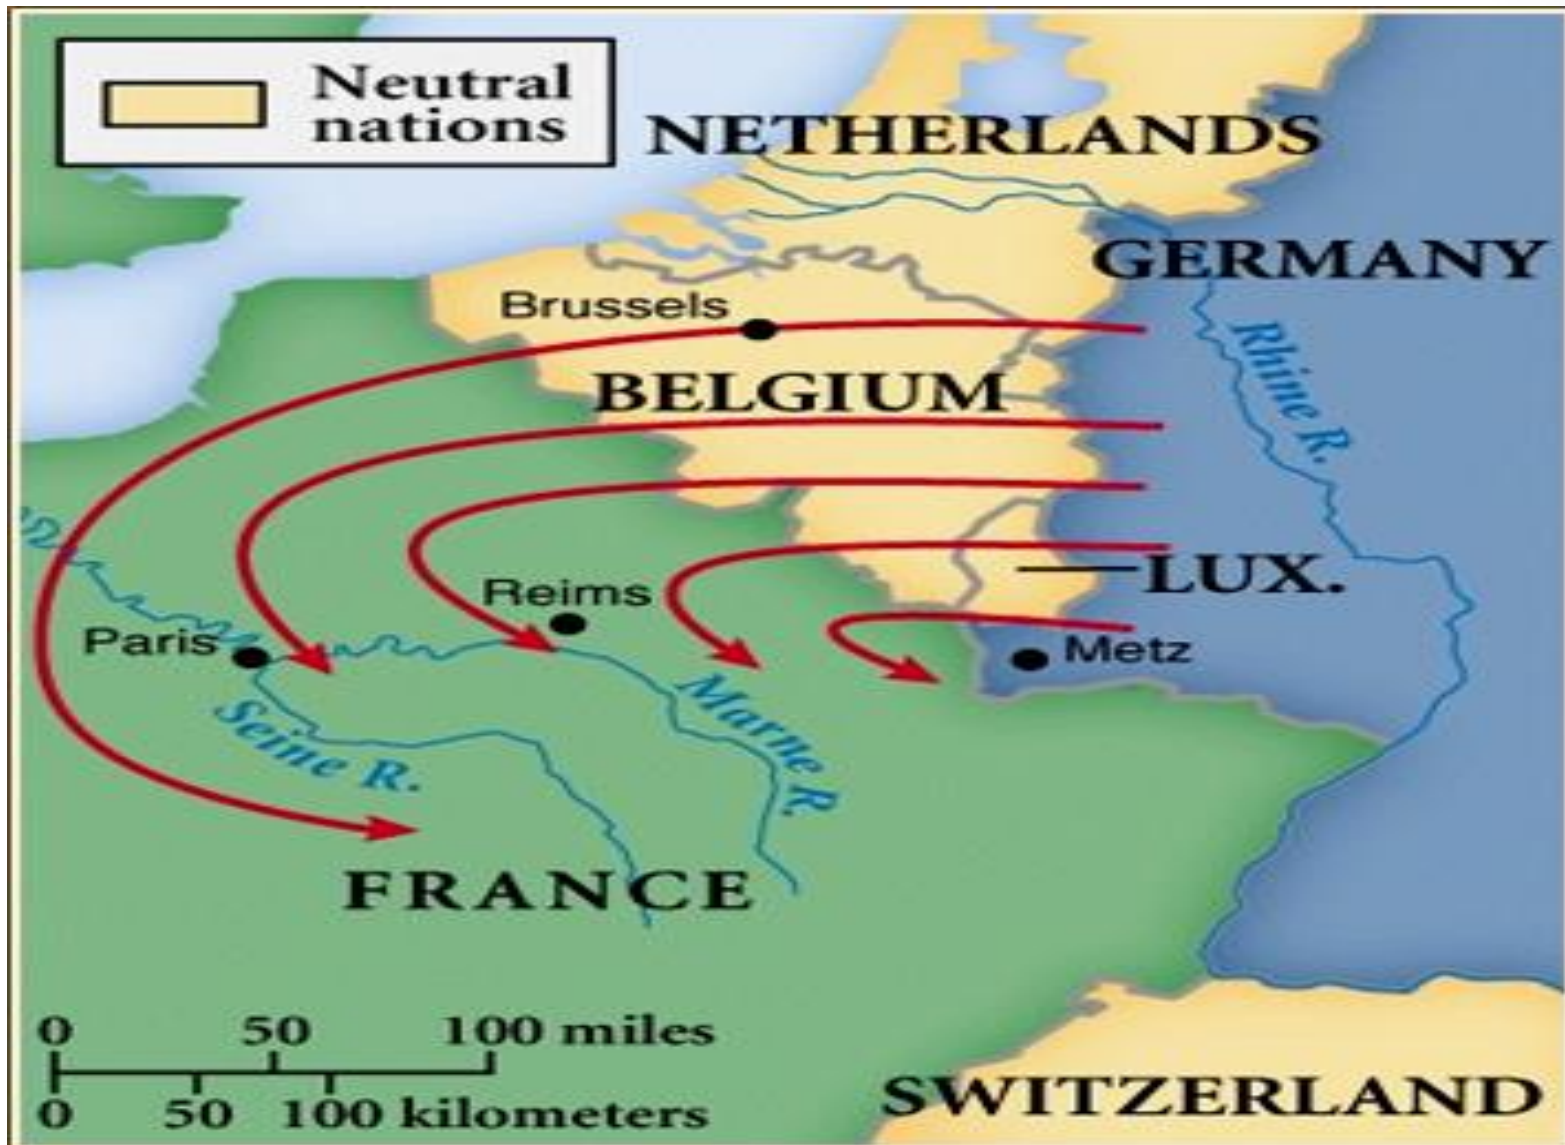 Neutral
nations
NETHERLANDS
GERMANY
Brussels
Rhine R.
BELGIUM
LUX.
Reims
Paris
Metz
Seine R.
Marne R.
FRANCE
0 50 100 miles
0 50 100 kilometers
SWITZERLAND